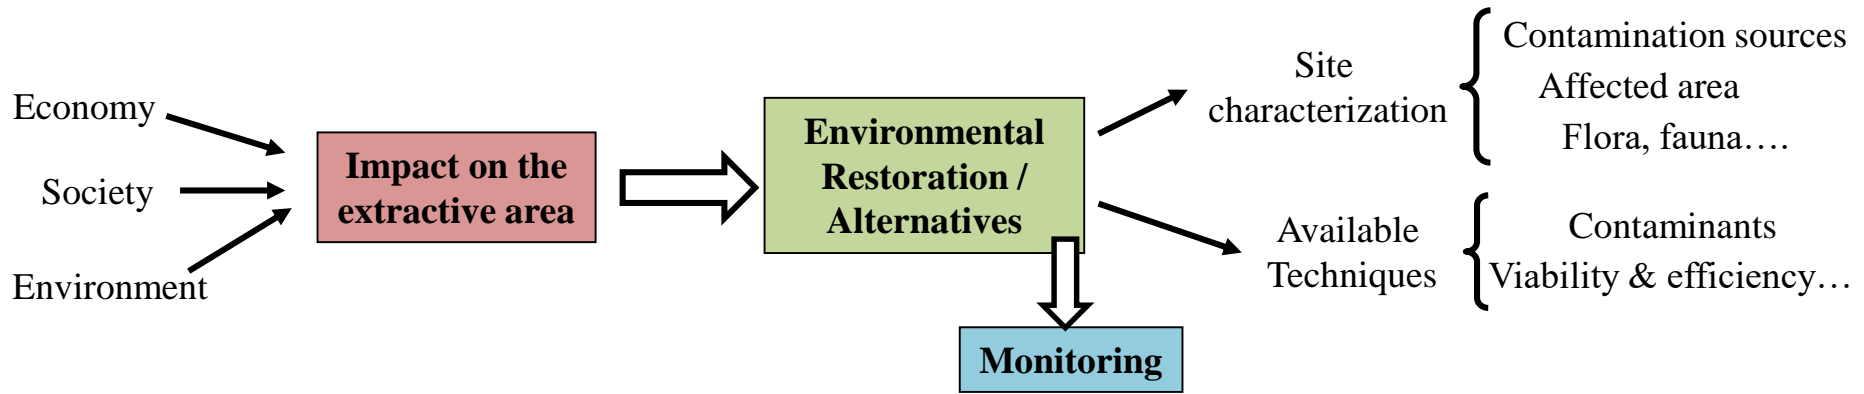 Economy
Society
Environment
Impact on the
extractive area
Environmental
Restoration /
Alternatives
Monitoring
Site
characterization
Contamination sources
Affected area
Flora, fauna….
Available
Techniques
Contaminants
Viability & efficiency…